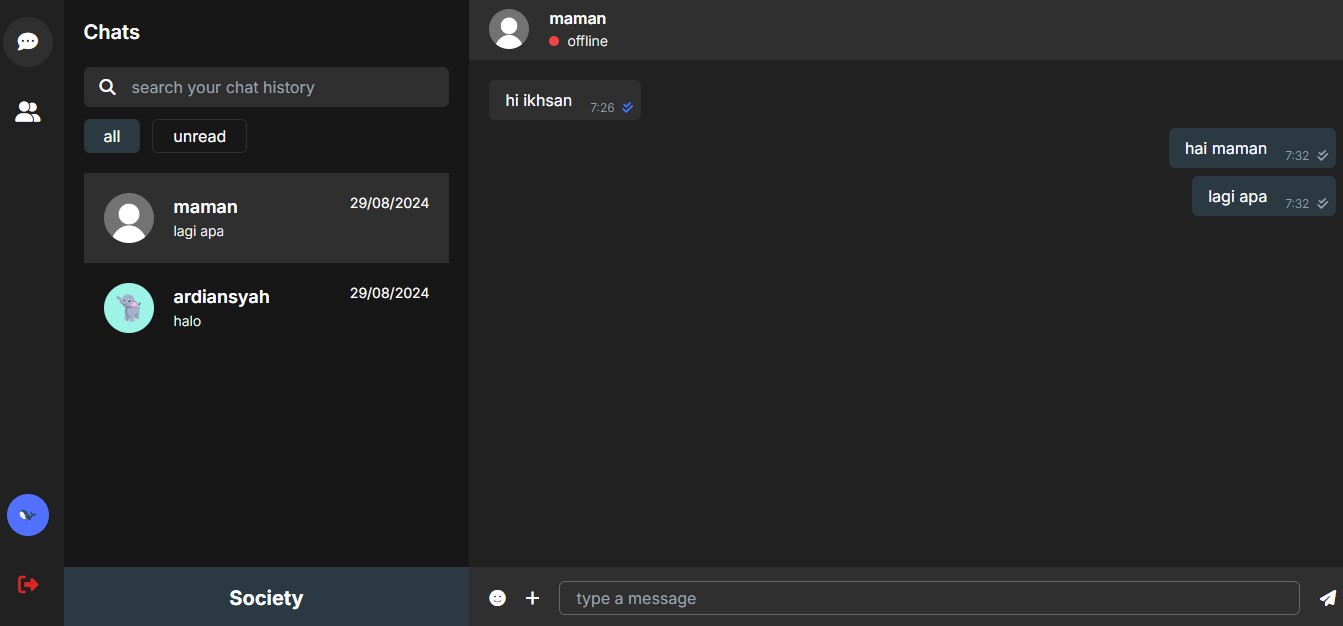 Chats
search your chat history
all
unread
maman
29/08/2024
lagi apa
ardiansyah
29/08/2024
halo
Society
maman
offline
hi ikhsan 7:26
hai maman 7:32
lagi apa 7:32
type a message